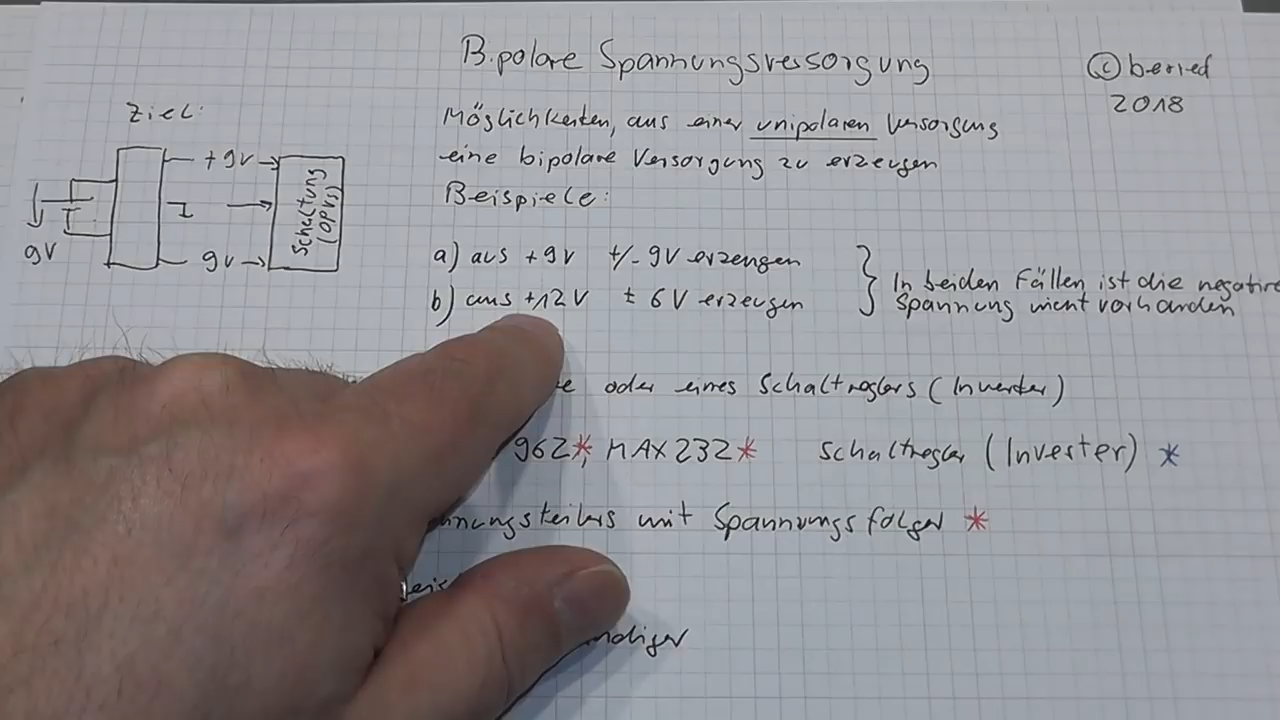 Bipolare Spannungsversorgung
© beried
2018
Ziel:
Möglichkeiten, aus einer unipolaren Versorgung
eine bipolare Versorgung zu erzeugen
Beispiele:
+9V
9V
9V
Schaltung
(OPV)
a) aus +9V +/- 9V erzeugen
b) aus +12V ± 6V erzeugen
} In beiden Fällen ist die negative
Spannung nicht vorhanden
oder eines Schaltreglers (Inverter)
962*, MAX232* Schaltregler (Inverter) *
mit Spannungsfolger *